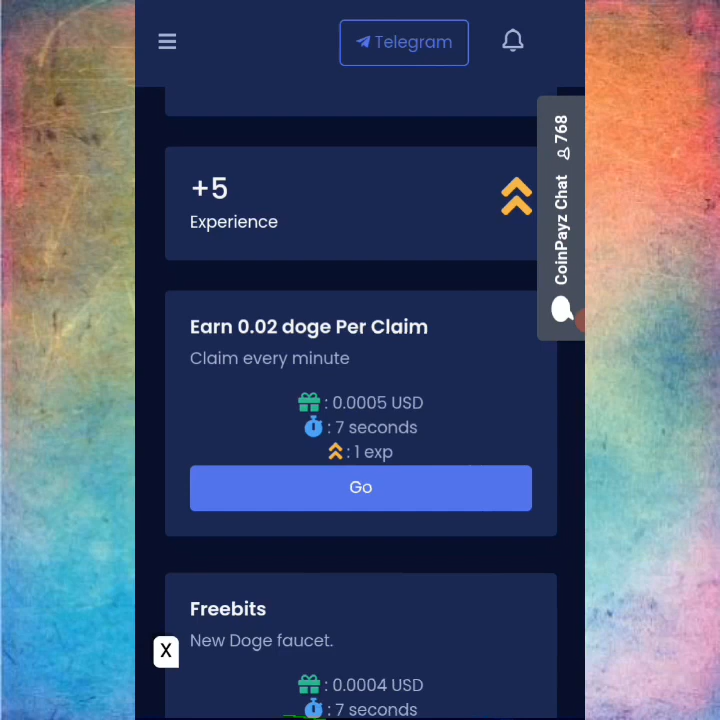 Telegram
CoinPayz Chat 768
+5
Experience
Earn 0.02 doge Per Claim
Claim every minute
: 0.0005 USD
: 7 seconds
: 1 exp
Go
Freebits
New Doge faucet.
X
: 0.0004 USD
: 7 seconds